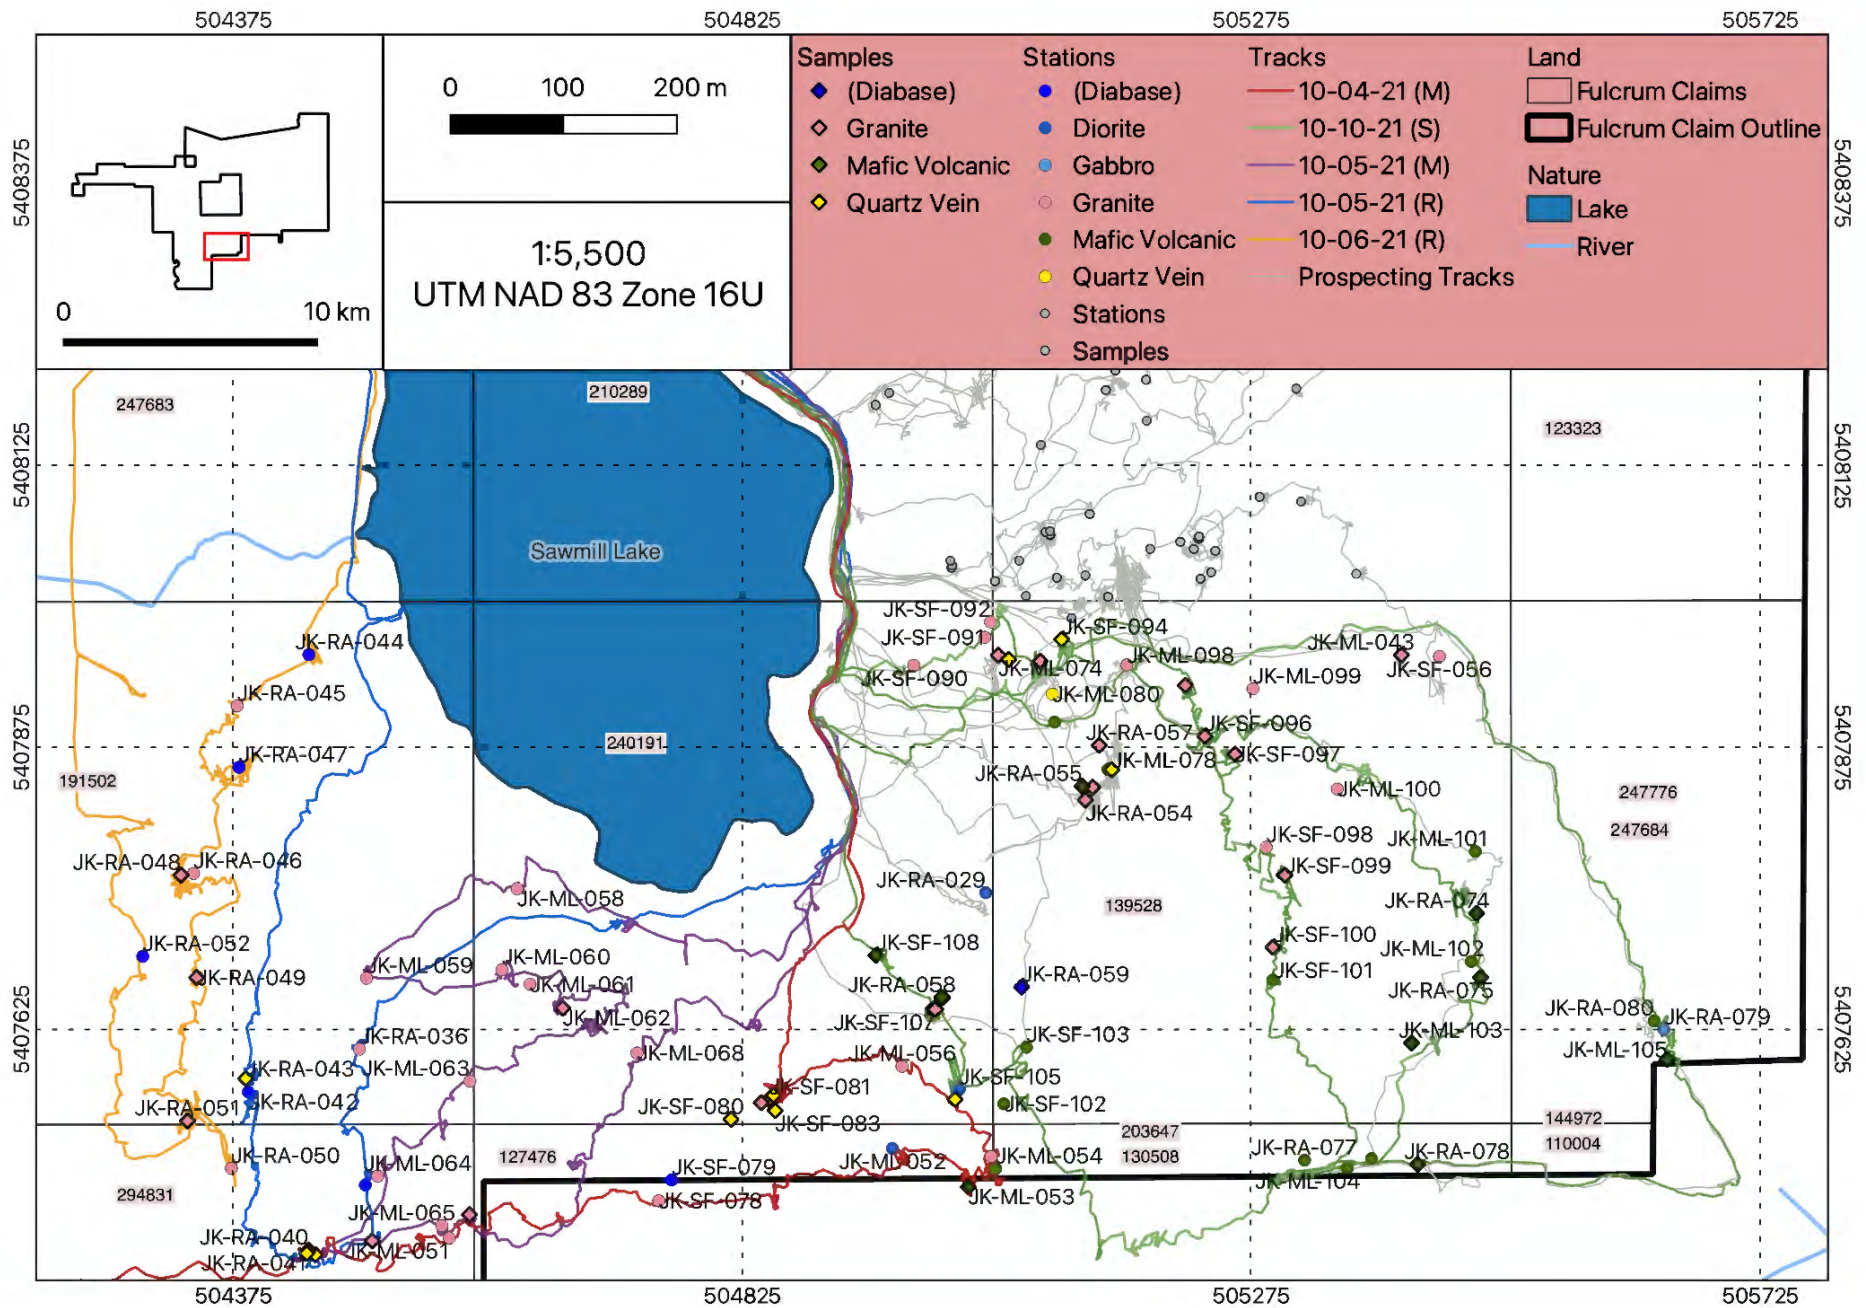 504375 504825 505275 505725
5408375
5408125
5407875
5407625
5408375
5408125
5407875
5407625
0 10 km
0 100 200 m
1:5,500
UTM NAD 83 Zone 16U
Samples
(Diabase)
Granite
Mafic Volcanic
Quartz Vein
Stations
(Diabase)
Diorite
Gabbro
Granite
Mafic Volcanic
Quartz Vein
Stations
Samples
Tracks
10-04-21 (M)
10-10-21 (S)
10-05-21 (M)
10-05-21 (R)
10-06-21 (R)
Prospecting Tracks
Land
Fulcrum Claims
Fulcrum Claim Outline
Nature
Lake
River
247683
210289
123323
Sawmill Lake
JK-SF-092
JK-SF-091
JK-SF-094
JK-RA-044
JK-ML-043
JK-ML-074
JK-ML-098
JK-SF-056
JK-SF-090
JK-ML-099
JK-RA-045
JK-ML-080
JK-SF-096
JK-RA-057
240191
JK-RA-047
JK-SF-097
JK-ML-078
JK-RA-055
191502
JK-ML-100
247776
JK-RA-054
247684
JK-SF-098
JK-ML-101
JK-RA-048
JK-RA-046
JK-SF-099
JK-RA-029
JK-ML-058
JK-RA-074
139528
JK-SF-100
JK-RA-052
JK-SF-108
JK-ML-102
JK-ML-059
JK-ML-060
JK-SF-101
JK-RA-049
JK-RA-059
JK-ML-061
JK-RA-058
JK-RA-075
JK-RA-080
JK-RA-079
JK-ML-062
JK-SF-107
JK-RA-036
JK-SF-103
JK-ML-103
JK-ML-068
JK-ML-056
JK-ML-105
JK-RA-043
JK-ML-063
JK-SF-105
JK-SF-081
JK-RA-042
JK-RA-051
JK-SF-080
JK-SF-102
JK-SF-083
144972
203647
110004
JK-RA-050
127476
JK-ML-052
JK-ML-054
130508
JK-RA-077
JK-RA-078
JK-ML-064
JK-SF-079
JK-ML-104
294831
JK-SF-078
JK-ML-053
JK-ML-065
JK-RA-040
JK-ML-051
JK-RA-041
504375 504825 505275 505725